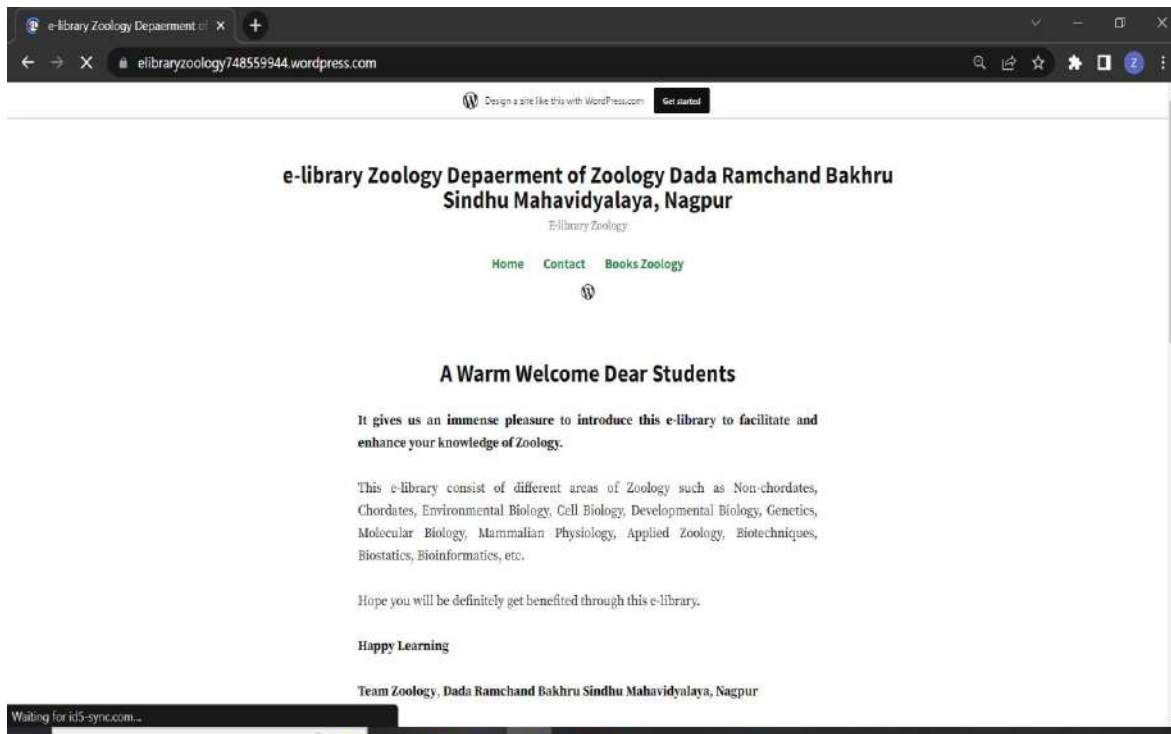 e-library Zoology Depaerment of
elibraryzoology748559944.wordpress.com
Z
Design a site like this with WordPress.com
Get started
e-library Zoology Depaerment of Zoology Dada Ramchand Bakhru
Sindhu Mahavidyalaya, Nagpur
E-library Zoology
Home Contact Books Zoology
A Warm Welcome Dear Students
It gives us an immense pleasure to introduce this e-library to facilitate and
enhance your knowledge of Zoology.
This e-library consist of different areas of Zoology such as Non-chordates,
Chordates, Environmental Biology, Cell Biology, Developmental Biology, Genetics,
Molecular Biology, Mammalian Physiology, Applied Zoology, Biotechniques,
Biostatics, Bioinformatics, etc.
Hope you will be definitely get benefited through this e-library.
Happy Learning
Team Zoology, Dada Ramchand Bakhru Sindhu Mahavidyalaya, Nagpur
Waiting for id5-sync.com...